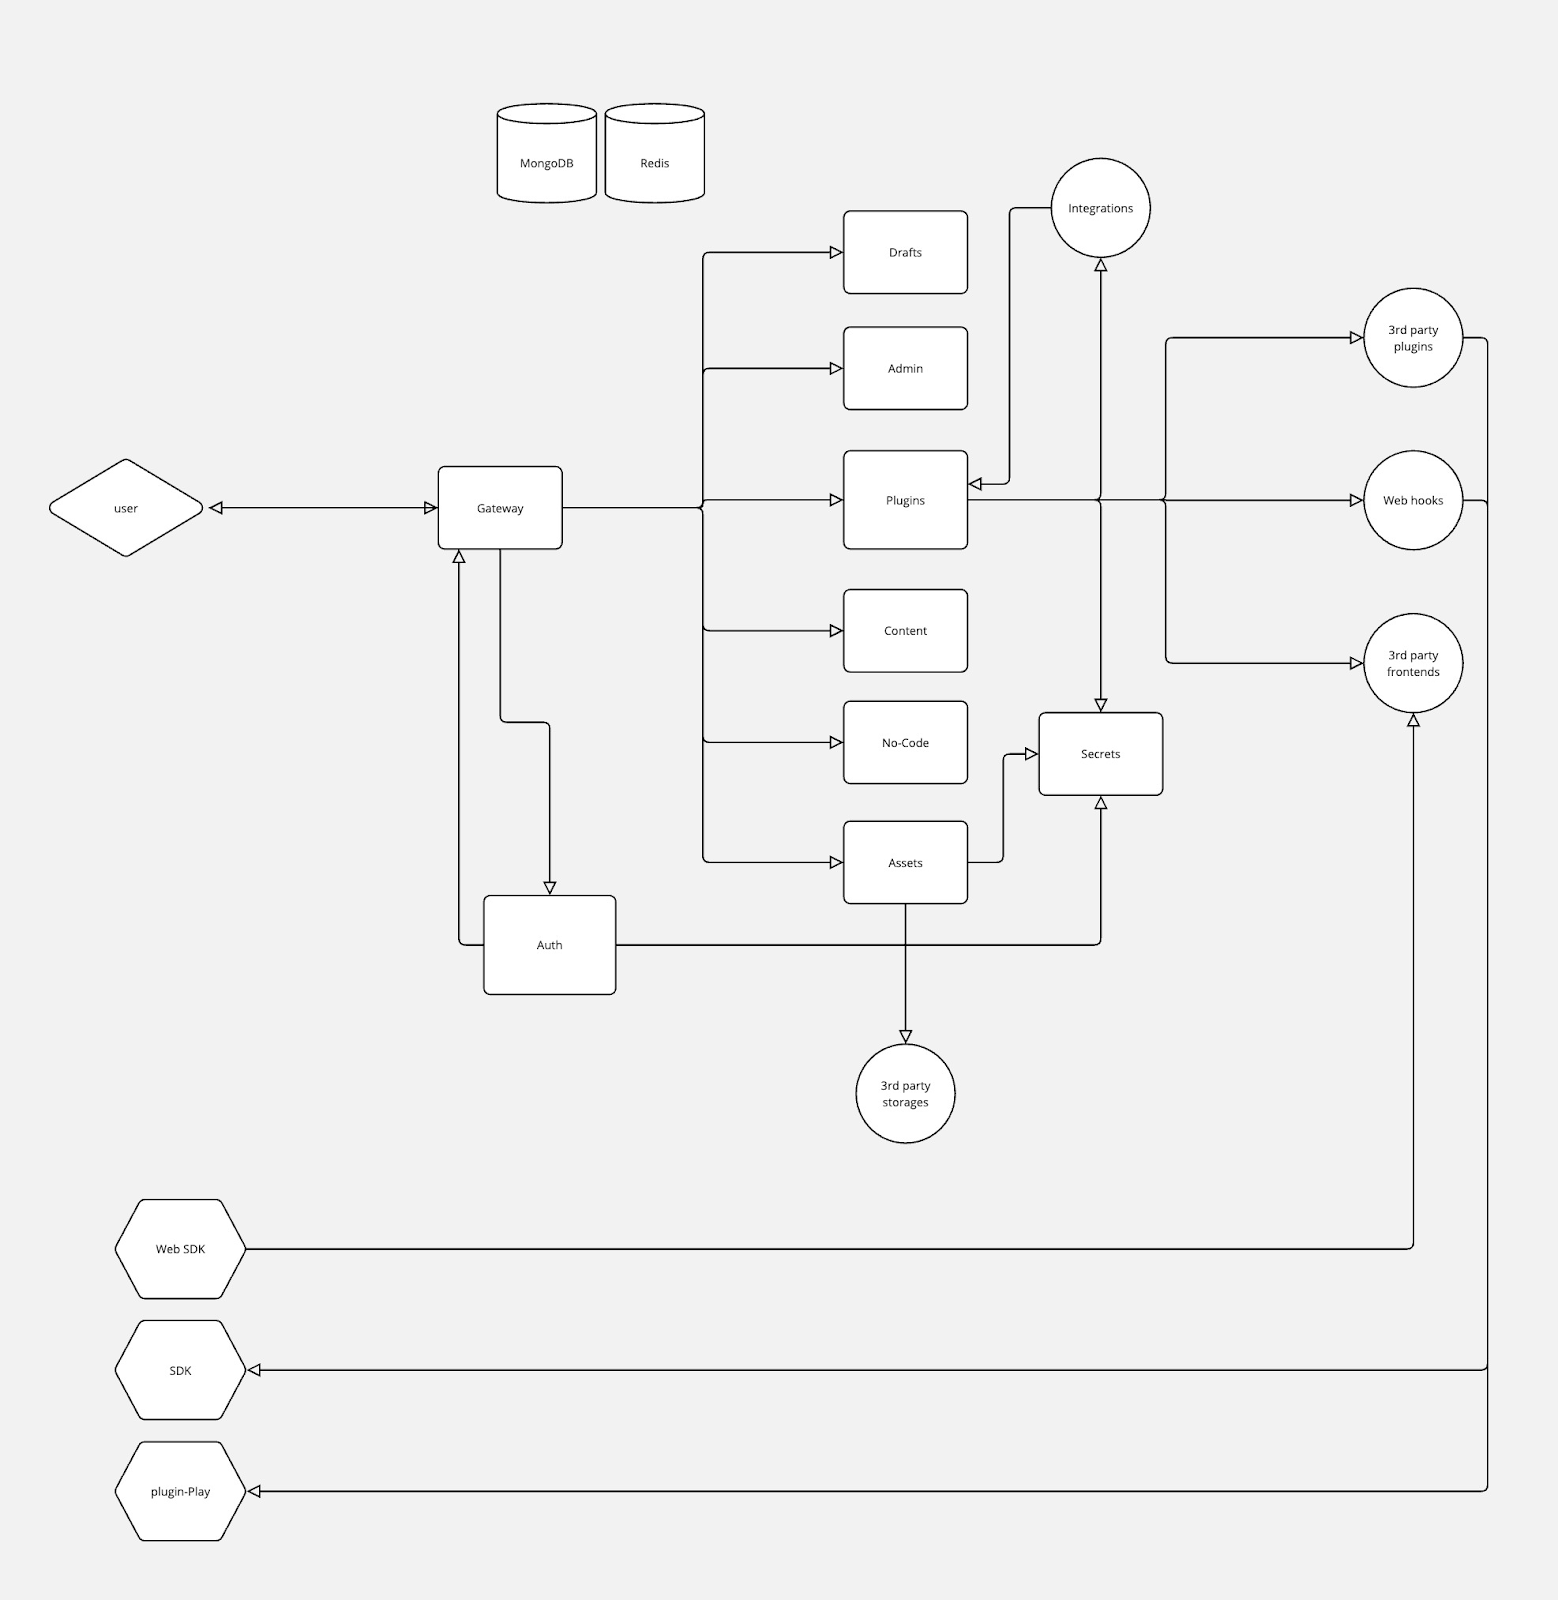 MongoDB
Redis
Integrations
Drafts
3rd party
plugins
Admin
user
Gateway
Plugins
Web hooks
Content
3rd party
frontends
No-Code
Secrets
Assets
Auth
3rd party
storages
Web SDK
SDK
plugin-Play